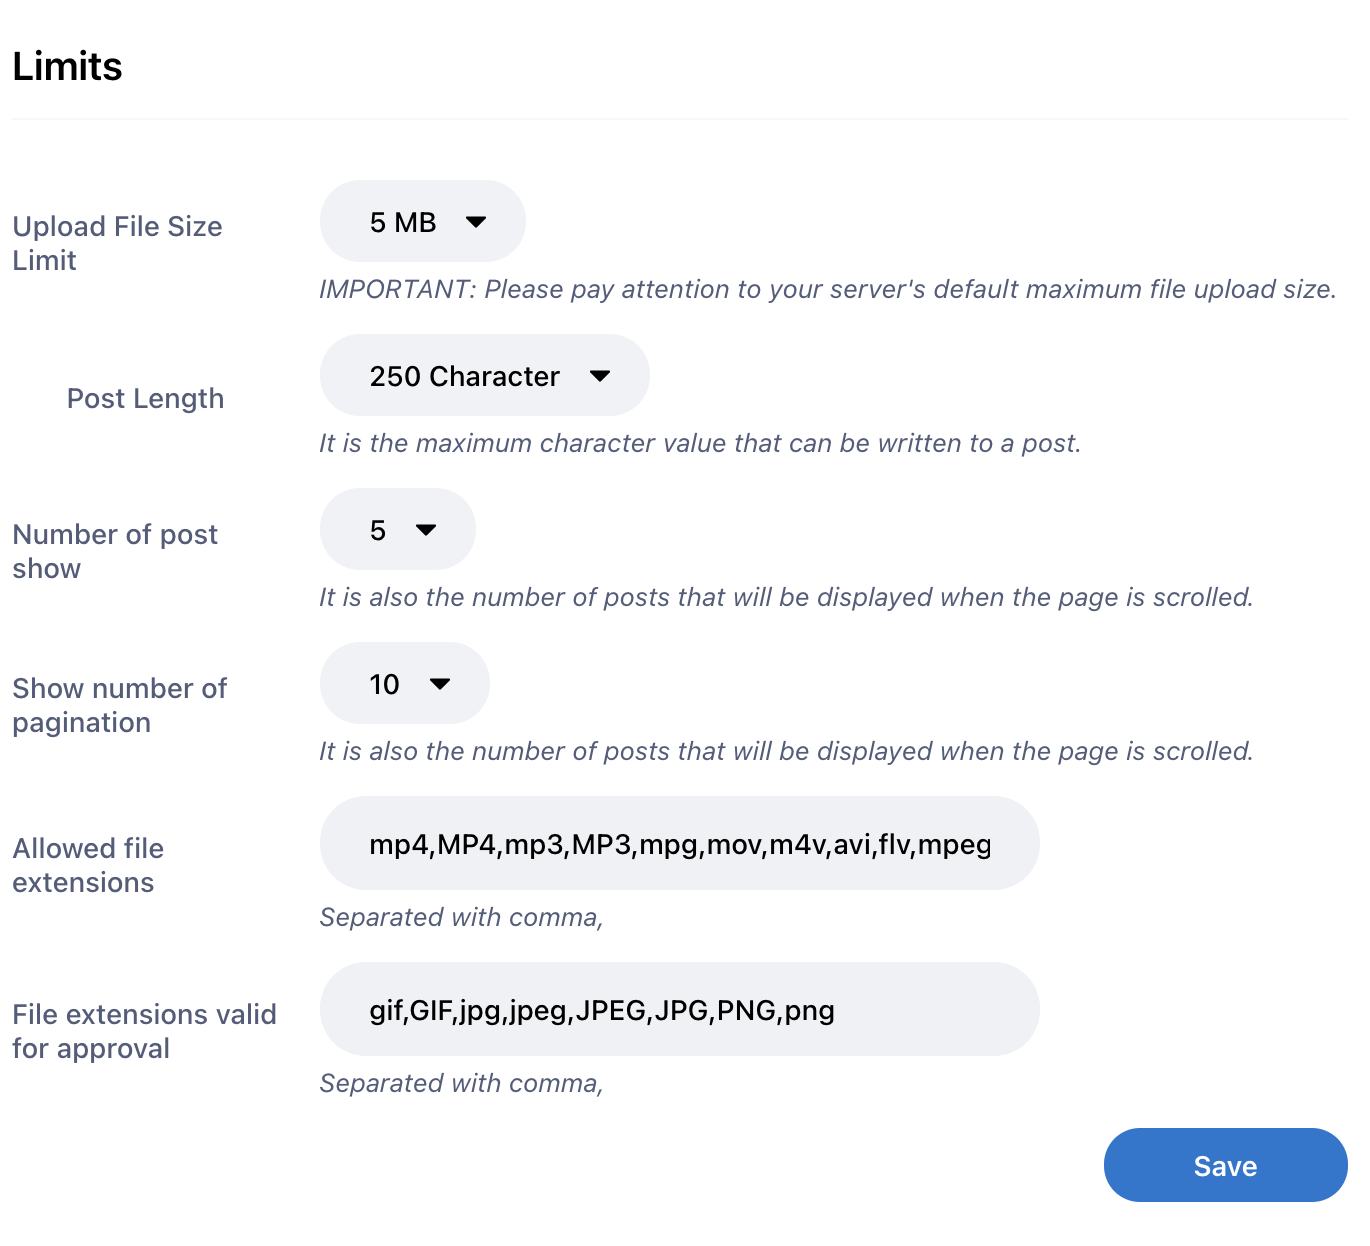 Limits
Upload File Size
Limit
5 MB
IMPORTANT: Please pay attention to your server's default maximum file upload size.
Post Length
250 Character
It is the maximum character value that can be written to a post.
Number of post
show
5
It is also the number of posts that will be displayed when the page is scrolled.
Show number of
pagination
10
It is also the number of posts that will be displayed when the page is scrolled.
Allowed file
extensions
mp4,MP4,mp3,MP3,mpg,mov,m4v,avi,flv,mpeg
Separated with comma,
File extensions valid
for approval
gif,GIF,jpg,jpeg,JPEG,JPG,PNG,png
Separated with comma,
Save